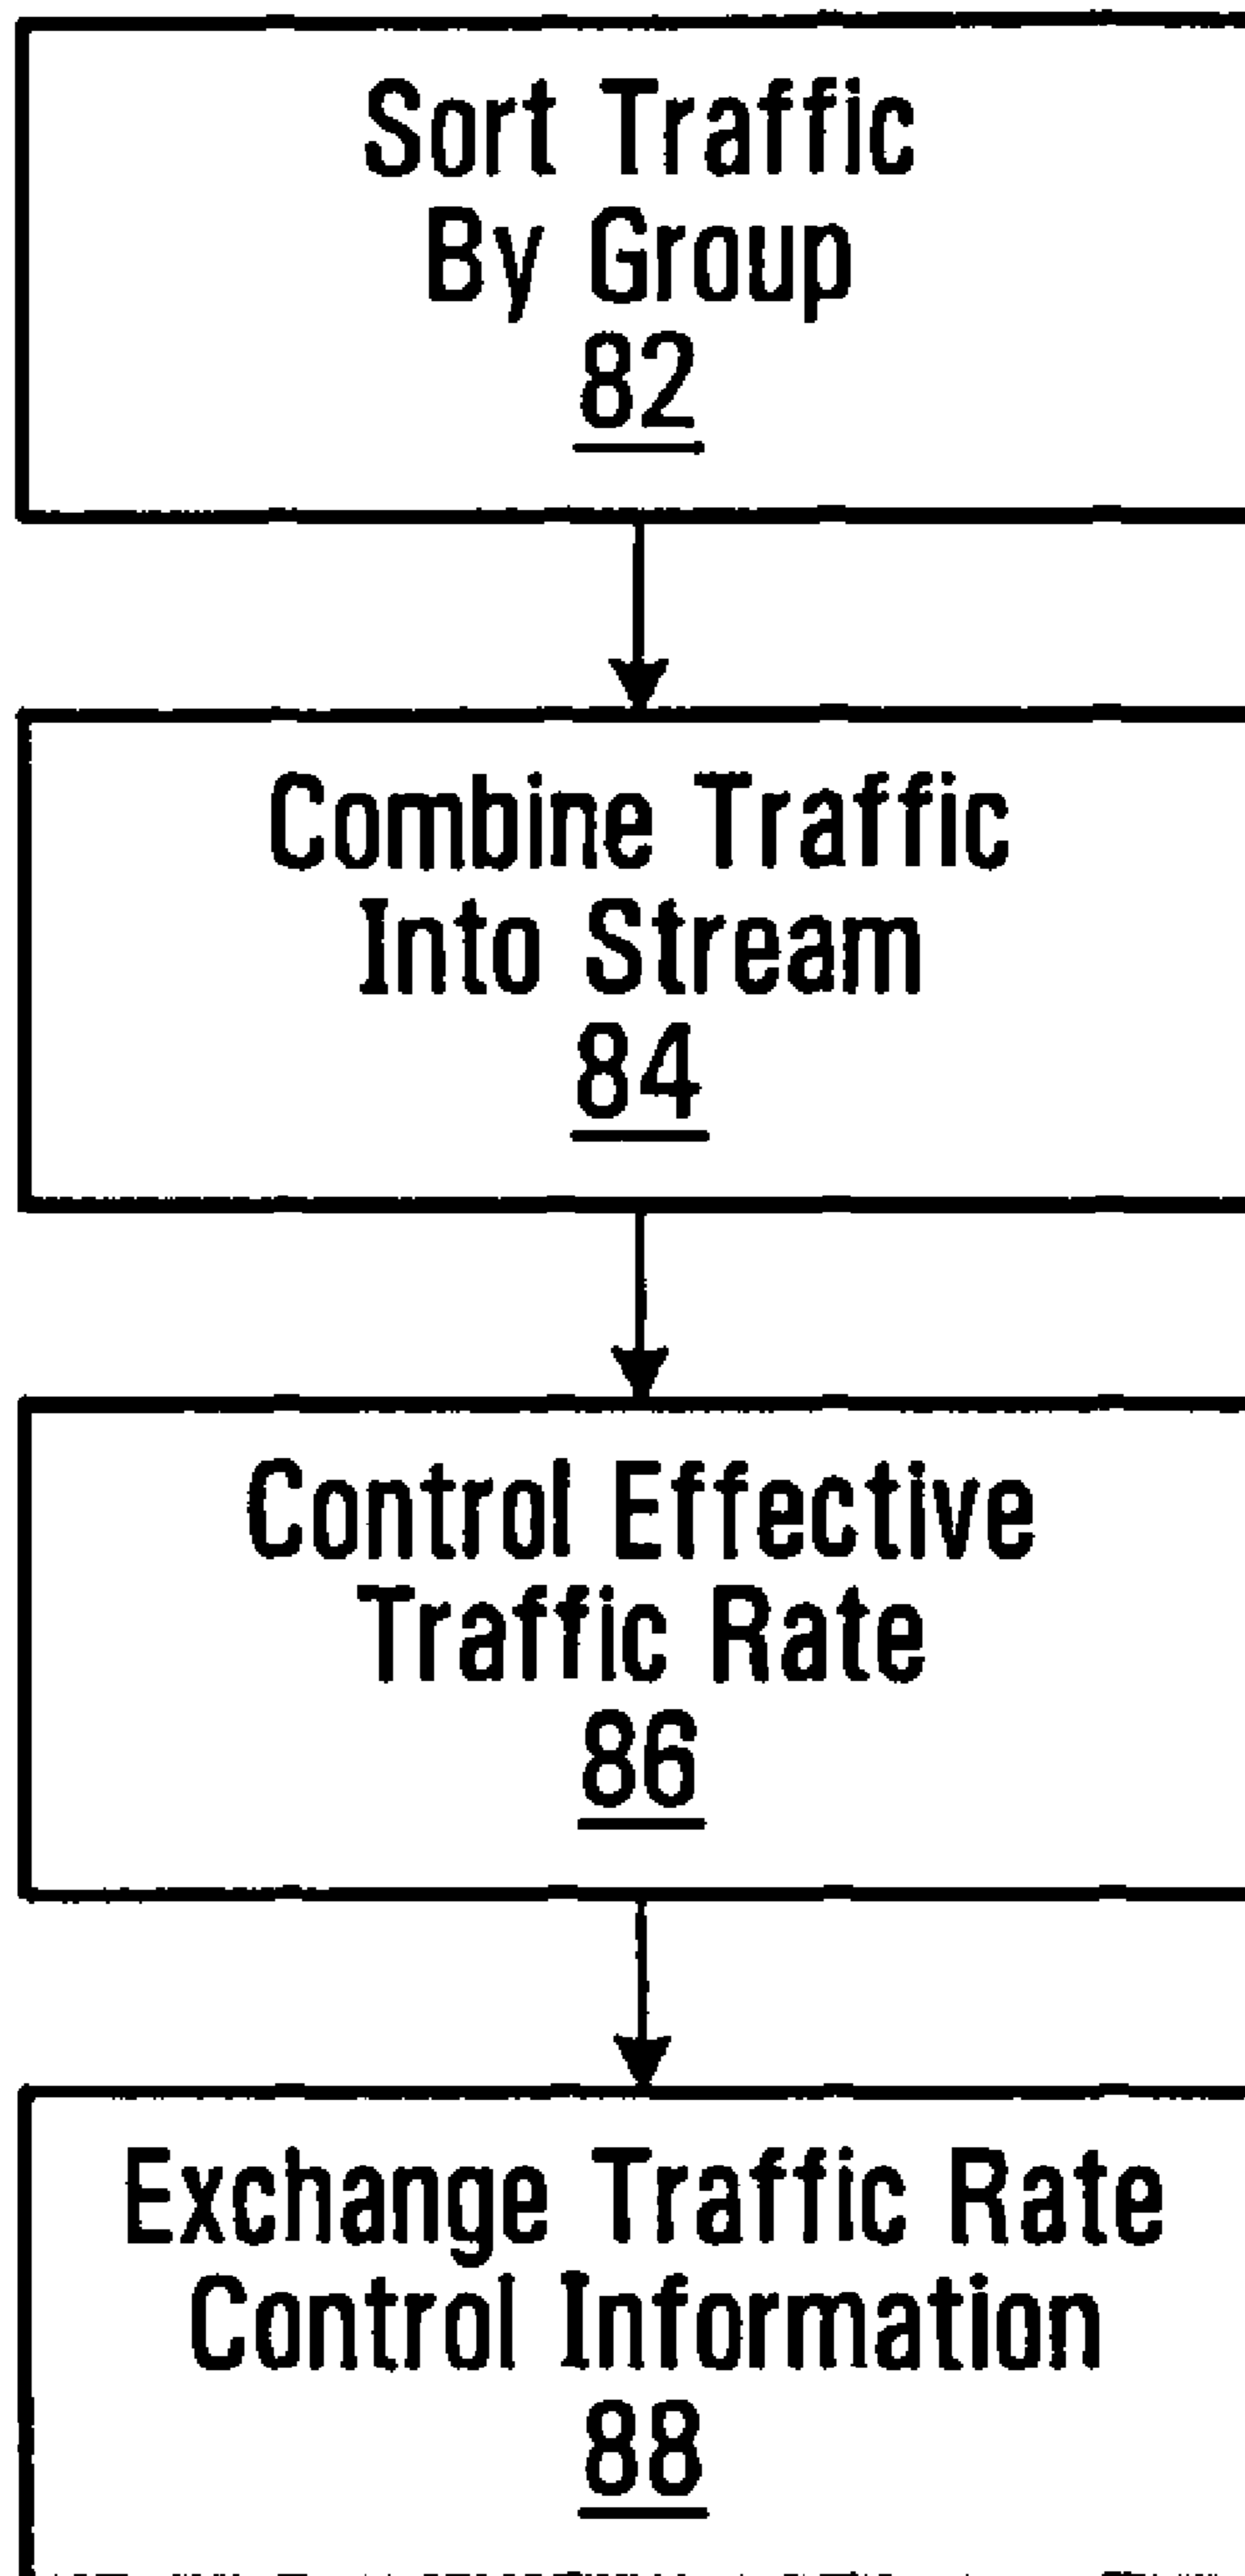 Sort Traffic
By Group
82
Combine Traffic
Into Stream
84
Control Effective
Traffic Rate
86
Exchange Traffic Rate
Control Information
88